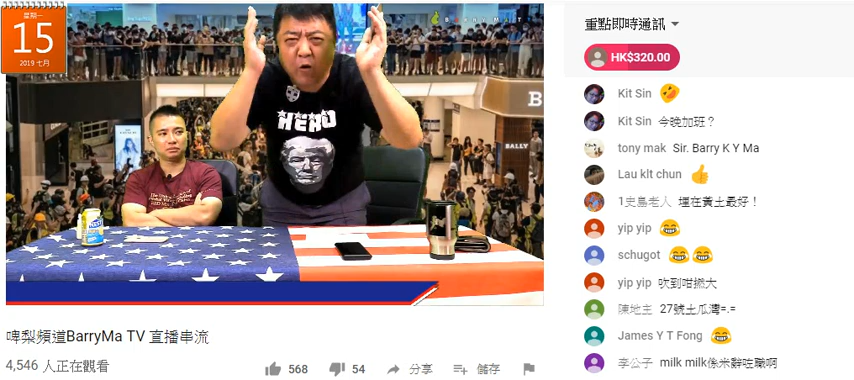 星期一
15
2019 七月
BARRYMATV
B
BALLY
HERO
啤梨頻道BarryMa TV 直播串流
4,546 人正在觀看
568
54
分享
儲存
重點即時通訊
HK$320.00
Kit Sin
Kit Sin 今晚加班？
tony mak Sir. Barry K Y Ma
Lau klt chun
1走鳥老人 埋在黃土最好！
yip yip
schugot
yip yip 吹到咁撚大
陳地主 27號土瓜灣=.=
James Y T Fong
李公子 milk milk係米辭咗職啊